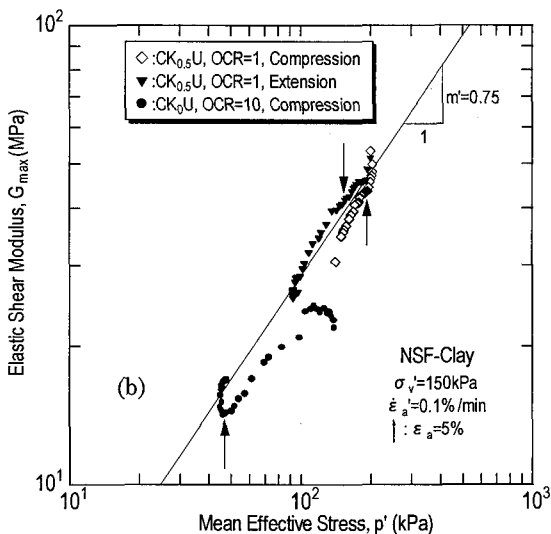 10²
◇:CK₀.₅U, OCR=1, Compression
▼:CK₀.₅U, OCR=1, Extension
●:CK₀U, OCR=10, Compression
m'=0.75
1
Elastic Shear Modulus, Gmax (MPa)
(b)
NSF-Clay
σᵥ'=150kPa
ε̇ₐ'=0.1%/min
↑: εₐ=5%
10¹
10¹
10²
10³
Mean Effective Stress, p' (kPa)